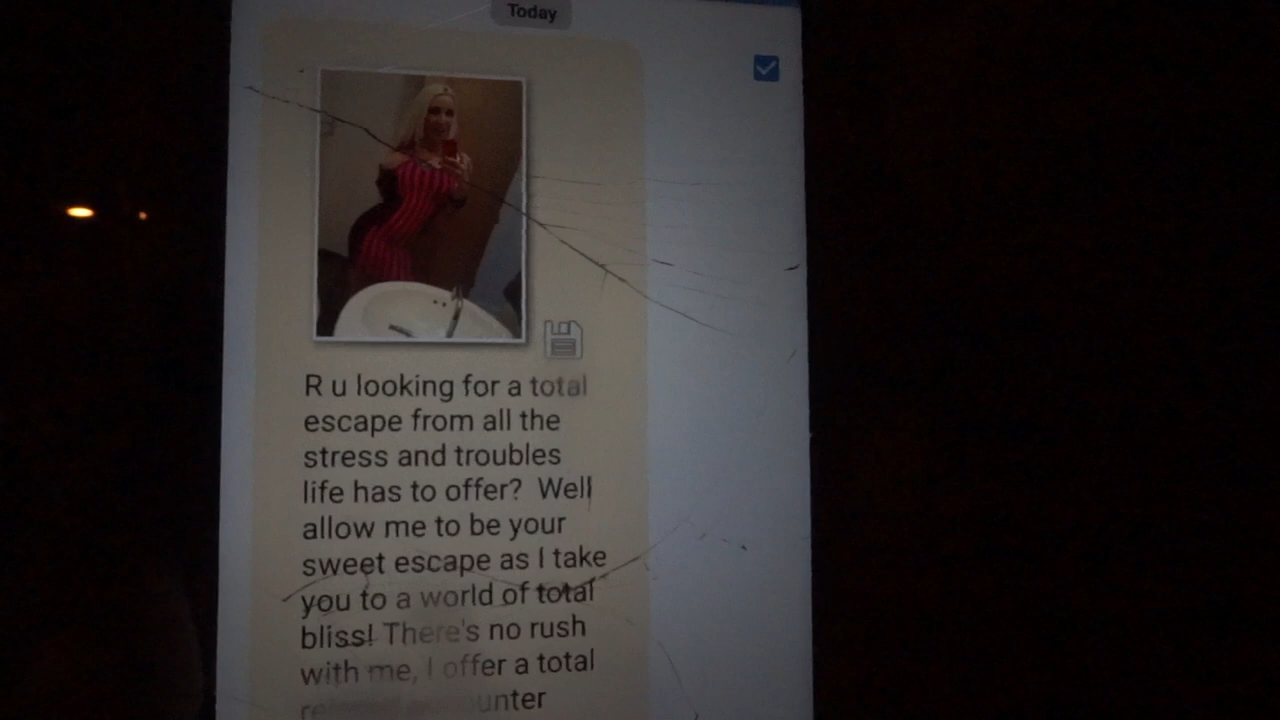 Today
R u looking for a total
escape from all the
stress and troubles
life has to offer? Well
allow me to be your
sweet escape as I take
you to a world of total
bliss! There's no rush
with me, I offer a total